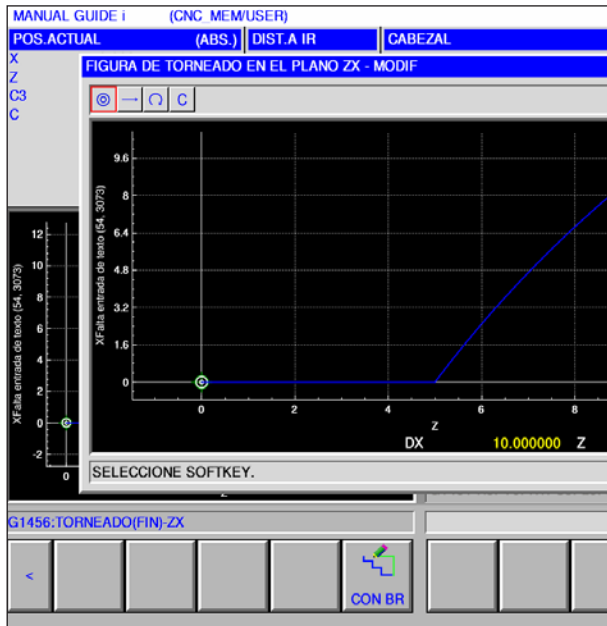 MANUAL GUIDE i (CNC_MEM/USER)
POS.ACTUAL (ABS.) DIST.A IR CABEZAL
X
Z
C3
C
FIGURA DE TORNEADO EN EL PLANO ZX - MODIF
C
9.6
8
6.4
4.8
3.2
1.6
0
XFalta entrada de texto (54, 3073)
0 2 4 6 8
Z
DX 10.000000 Z
SELECCIONE SOFTKEY.
12
10
8
6
4
2
0
-2
XFalta entrada de texto (54, 3073)
0
G1456:TORNEADO(FIN)-ZX
<
CON BR